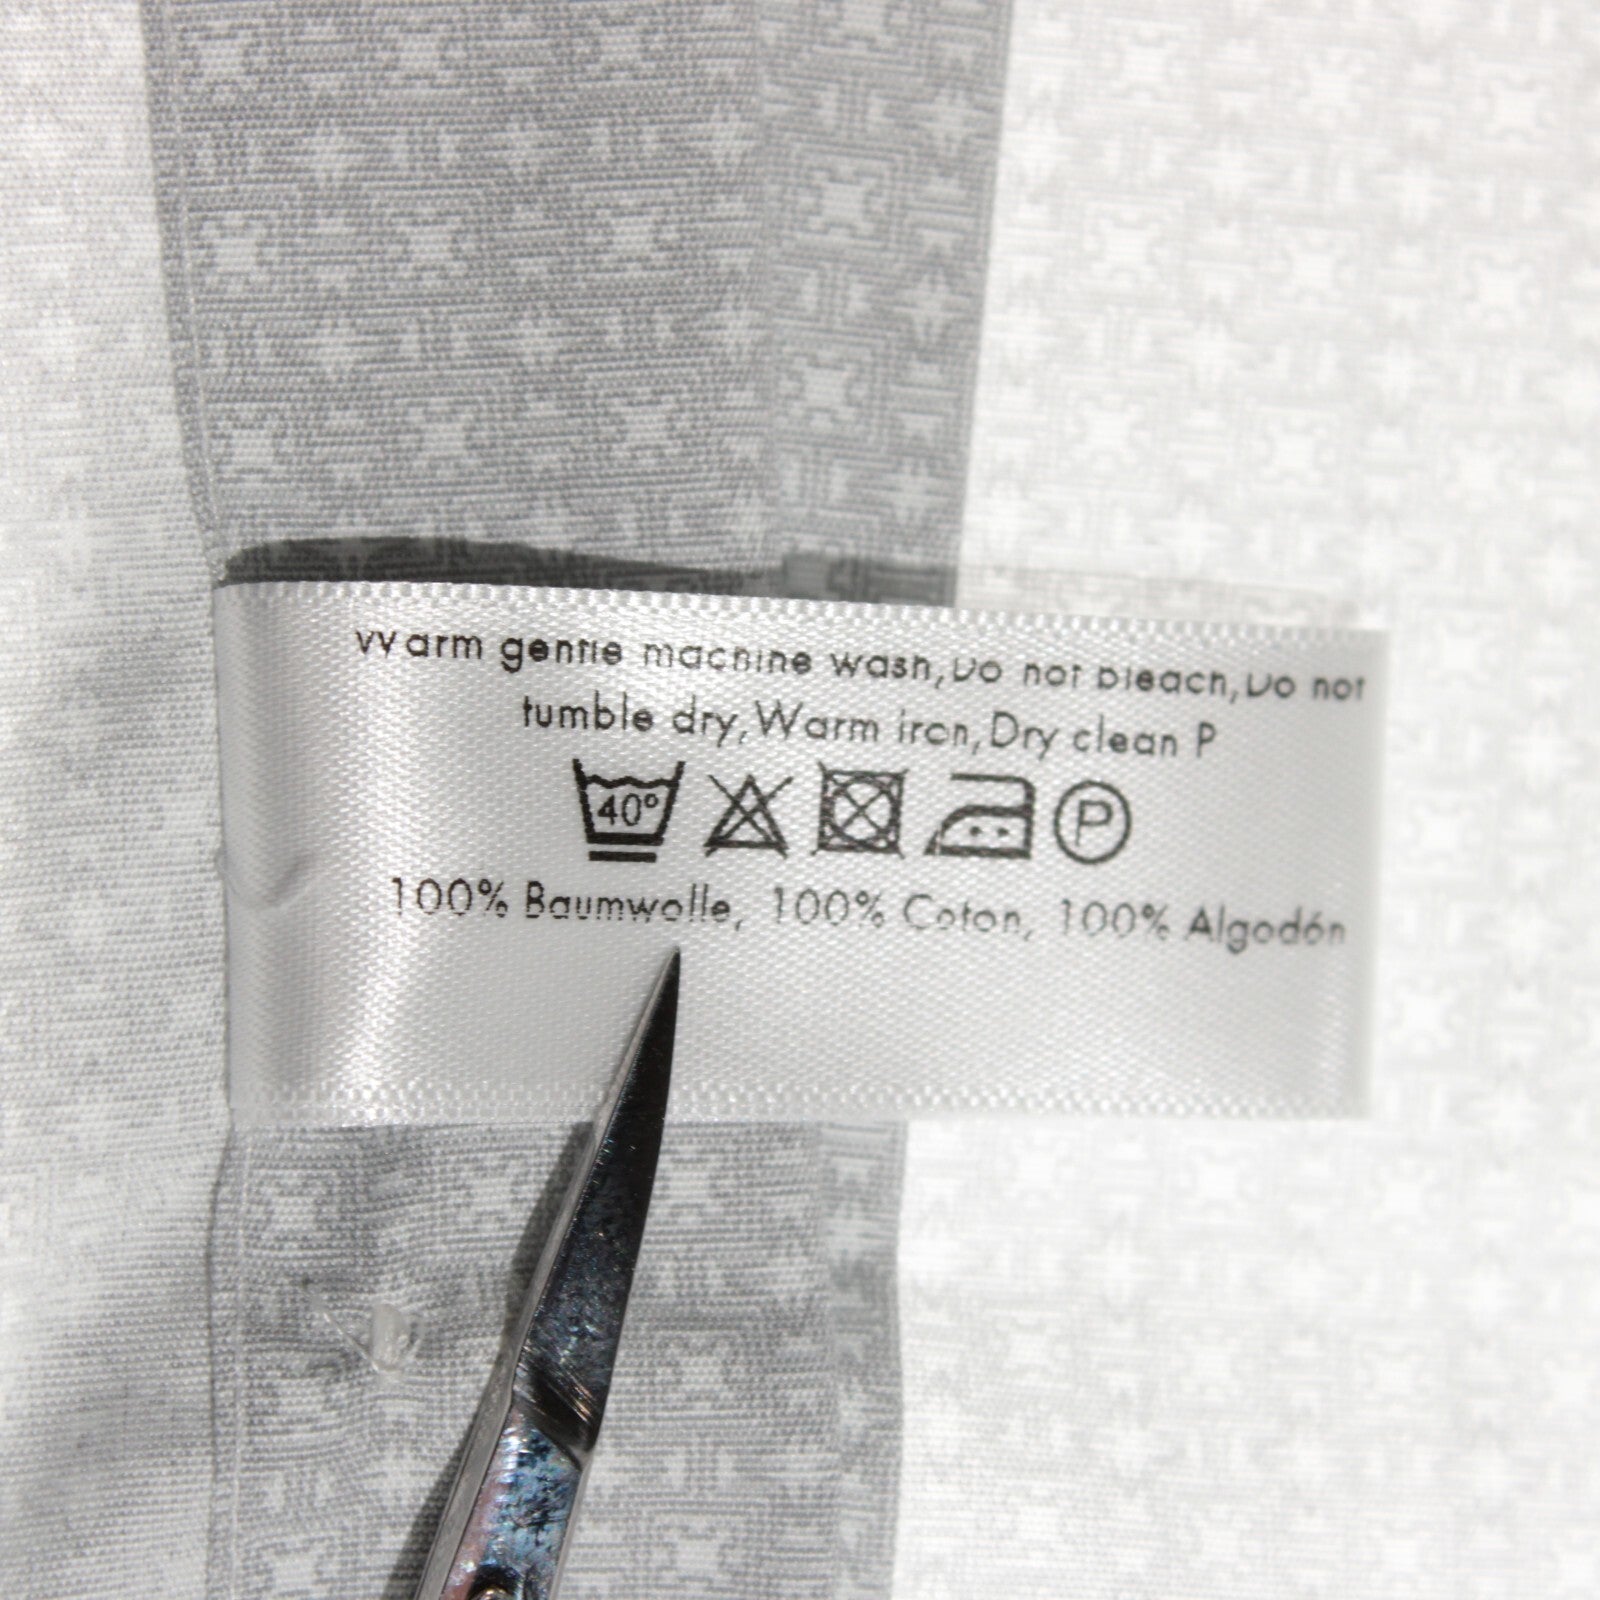 Warm gentle machine wash,Do not bleach,Do not
tumble dry,Warm iron,Dry clean P
40° P
100% Baumwolle, 100% Coton, 100% Algodón